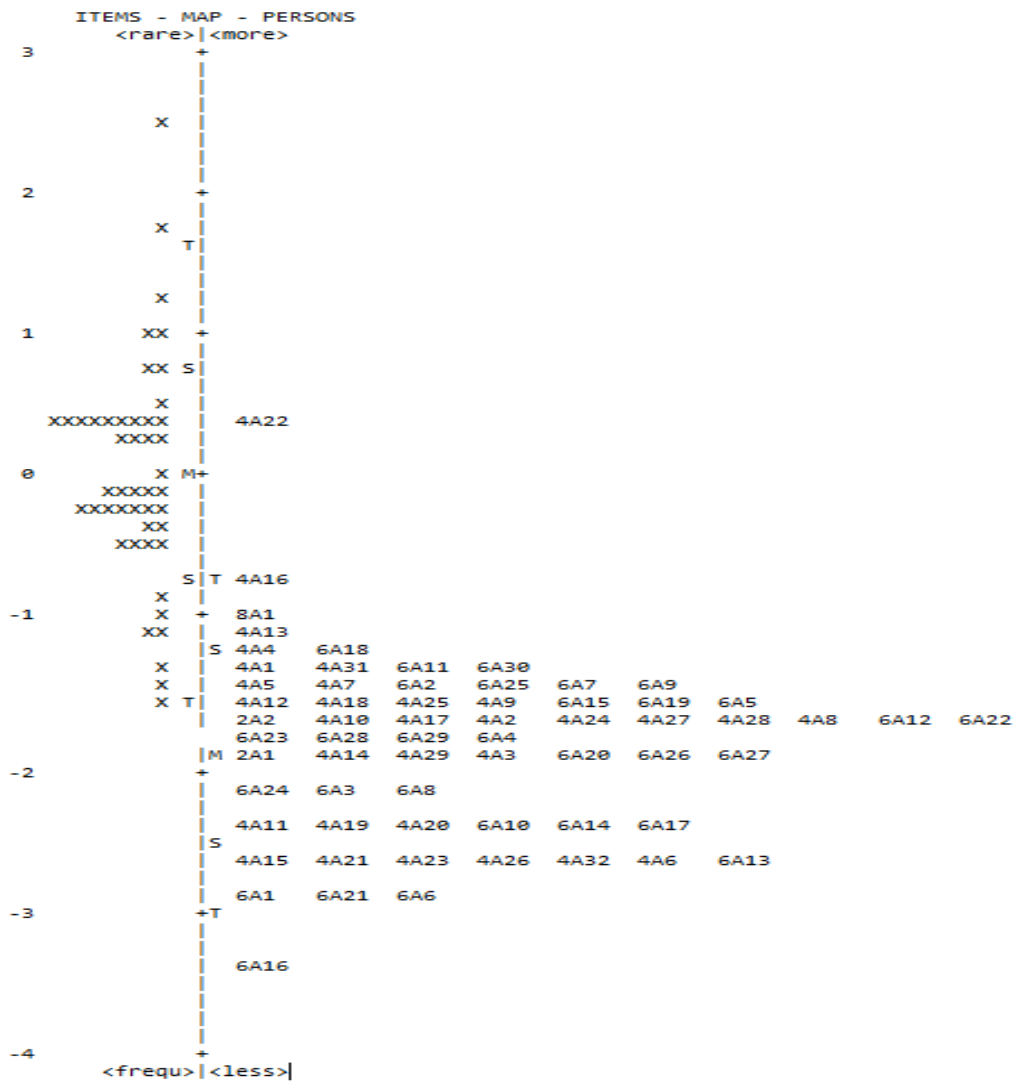 ITEMS - MAP - PERSONS
<rare>|<more>
3 +
|
|
|
X |
|
|
|
2 +
|
X |
T|
|
|
X |
|
1 XX +
|
XX S|
|
X |
XXXXXXXXX | 4A22
XXXX |
|
0 X M+
XXXXX |
XXXXXXX |
XX |
XXXX |
|
S|T 4A16
X |
-1 X + 8A1
XX | 4A13
|S 4A4 6A18
X | 4A1 4A31 6A11 6A30
X | 4A5 4A7 6A2 6A25 6A7 6A9
X T| 4A12 4A18 4A25 4A9 6A15 6A19 6A5
| 2A2 4A10 4A17 4A2 4A24 4A27 4A28 4A8 6A12 6A22
6A23 6A28 6A29 6A4
|M 2A1 4A14 4A29 4A3 6A20 6A26 6A27
-2 +
| 6A24 6A3 6A8
|
| 4A11 4A19 4A20 6A10 6A14 6A17
|S
| 4A15 4A21 4A23 4A26 4A32 4A6 6A13
|
| 6A1 6A21 6A6
-3 +T
|
|
| 6A16
|
|
|
|
-4 +
<frequ>|<less>|